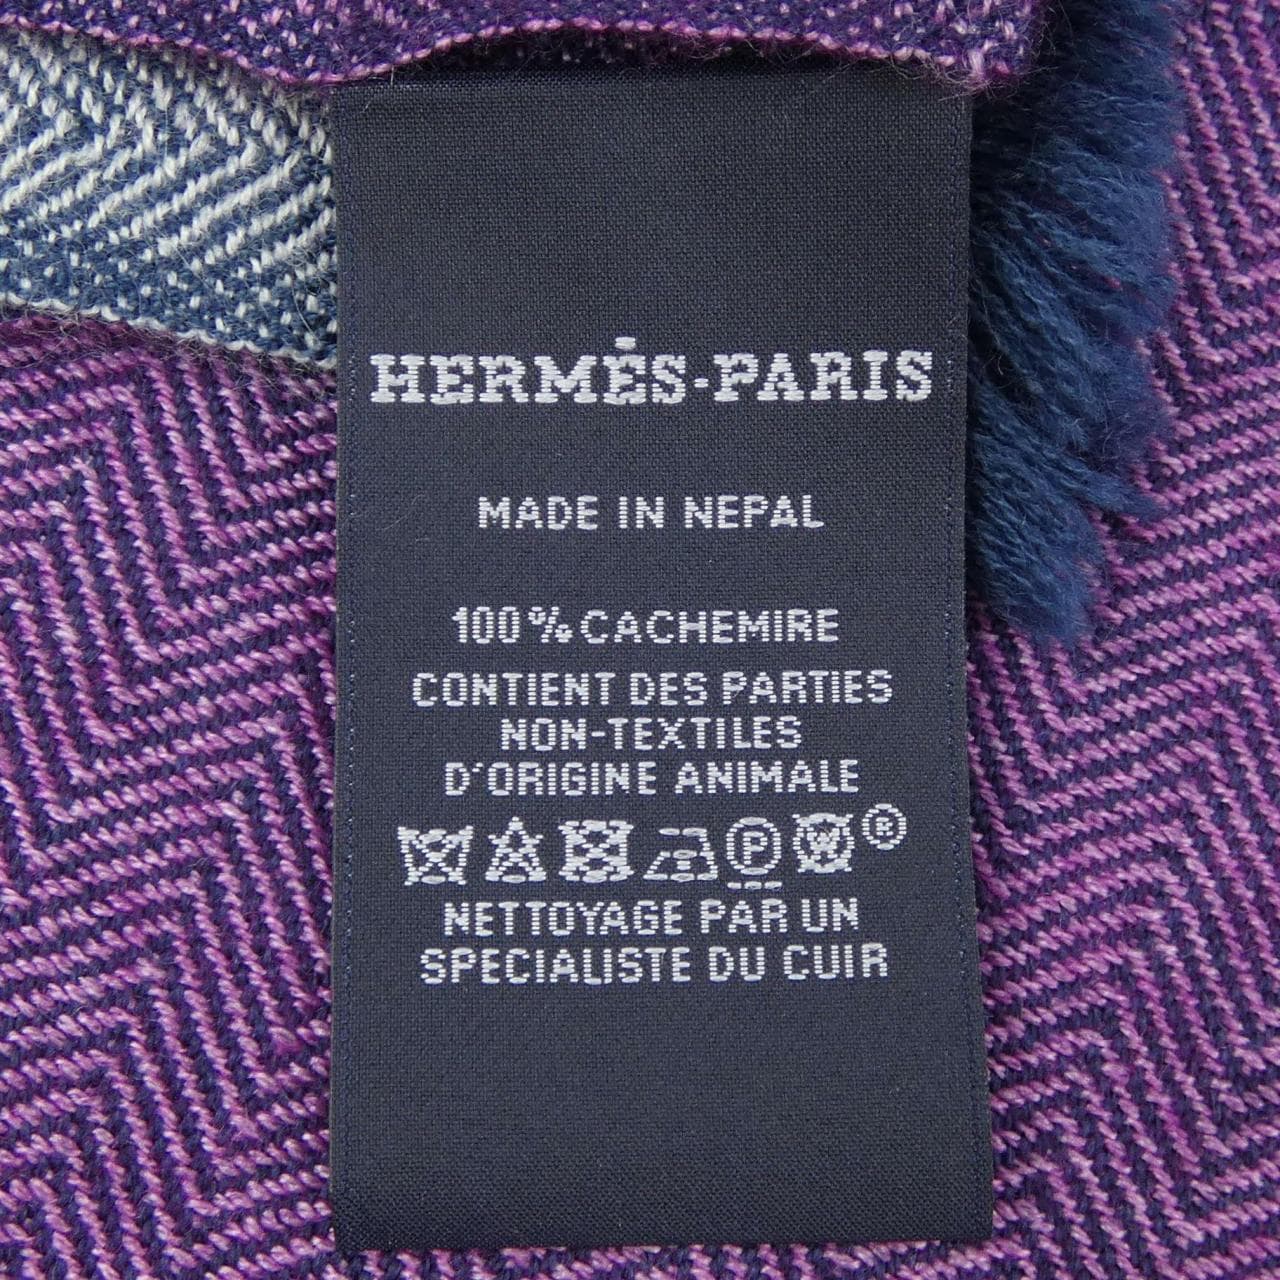 HERMÈS-PARIS
MADE IN NEPAL
100% CACHEMIRE
CONTIENT DES PARTIES
NON-TEXTILES
D'ORIGINE ANIMALE
P W ®
NETTOYAGE PAR UN
SPECIALISTE DU CUIR